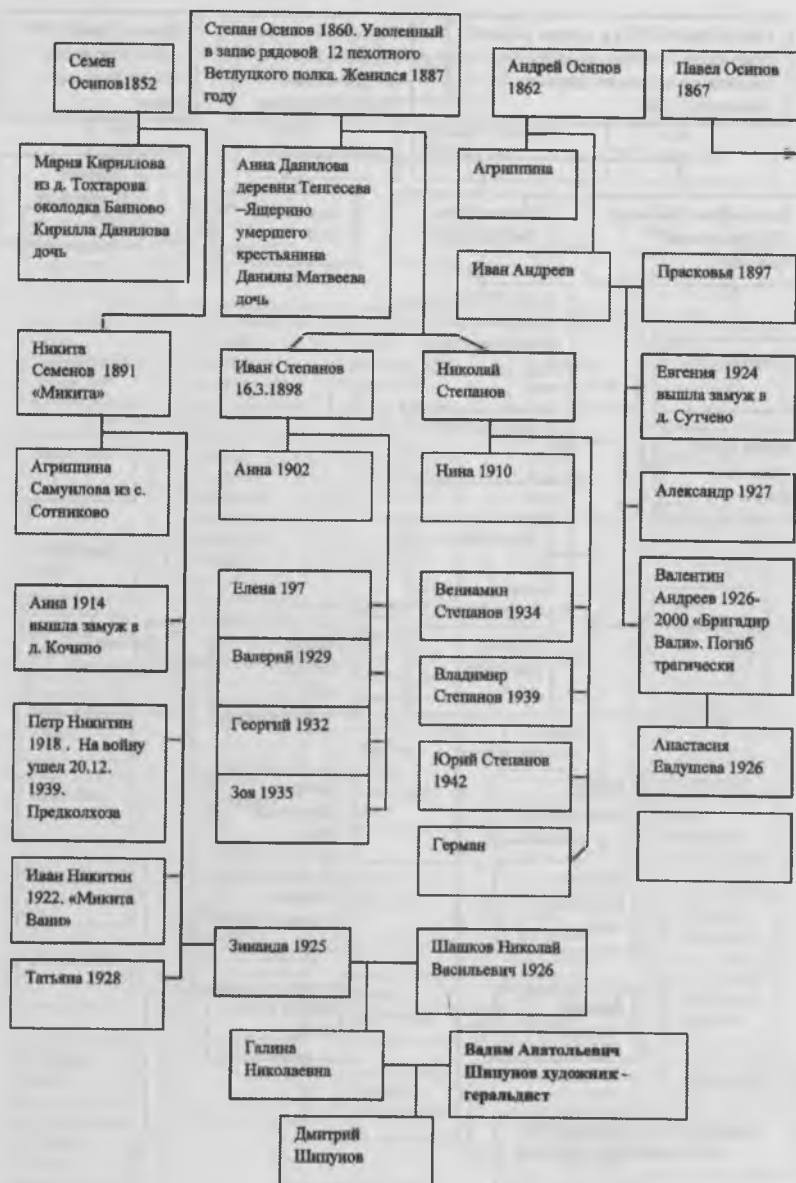 Семен
Осипов1852
Степан Осипов 1860. Уволенный
в запас рядовой 12 пехотного
Ветлуцкого полка. Женился 1887
году
Андрей Осипов
1862
Павел Осипов
1867
Мария Кириллова
из д. Тохтарова
околодка Баиново
Кирилла Данилова
дочь
Анна Данилова
деревни Тенгесева
–Ящерино
умершего
крестьянина
Данилы Матвеева
дочь
Агриппина
Иван Андреев
Прасковья 1897
Никита
Семенов 1891
«Микита»
Иван Степанов
16.3.1898
Николай
Степанов
Евгения 1924
вышла замуж в
д. Сутчево
Агриппина
Самуилова из с.
Сотниково
Анна 1902
Нина 1910
Александр 1927
Анна 1914
вышла замуж в
д. Кочино
Елена 197
Валерий 1929
Георгий 1932
Зоя 1935
Вениамин
Степанов 1934
Владимир
Степанов 1939
Юрий Степанов
1942
Герман
Валентин
Андреев 1926-
2000 «Бригадир
Вали». Погиб
трагически
Анастасия
Евдушева 1926
Петр Никитин
1918 . На войну
ушел 20.12.
1939.
Предколхоза
Иван Никитин
1922. «Микита
Вани»
Татьяна 1928
Зинаида 1925
Шашков Николай
Васильевич 1926
Галина
Николаевна
Вадим Анатольевич
Шипунов художник -
геральдист
Дмитрий
Шипунов